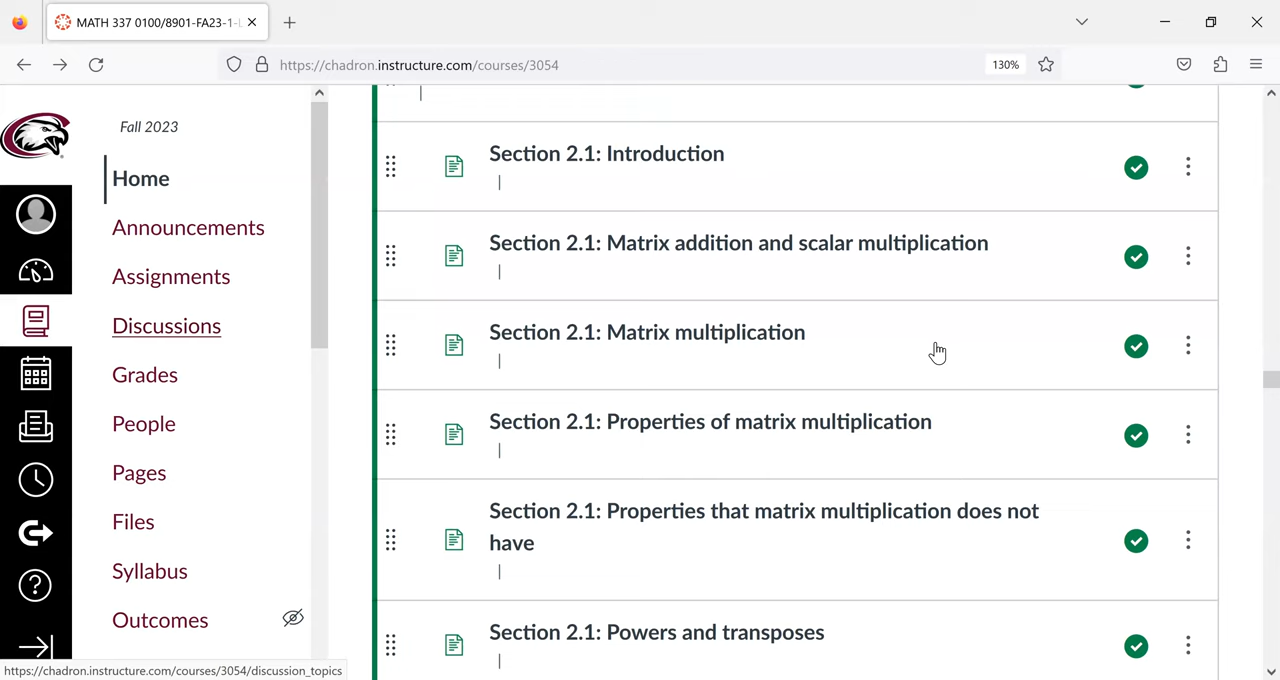 MATH 337 0100/8901-FA23-1-L
https://chadron.instructure.com/courses/3054
130%
Fall 2023
Home
Announcements
Assignments
Discussions
Grades
People
Pages
Files
Syllabus
Outcomes
|
Section 2.1: Introduction
|
Section 2.1: Matrix addition and scalar multiplication
|
Section 2.1: Matrix multiplication
|
Section 2.1: Properties of matrix multiplication
|
Section 2.1: Properties that matrix multiplication does not
have
|
Section 2.1: Powers and transposes
|
https://chadron.instructure.com/courses/3054/discussion_topics